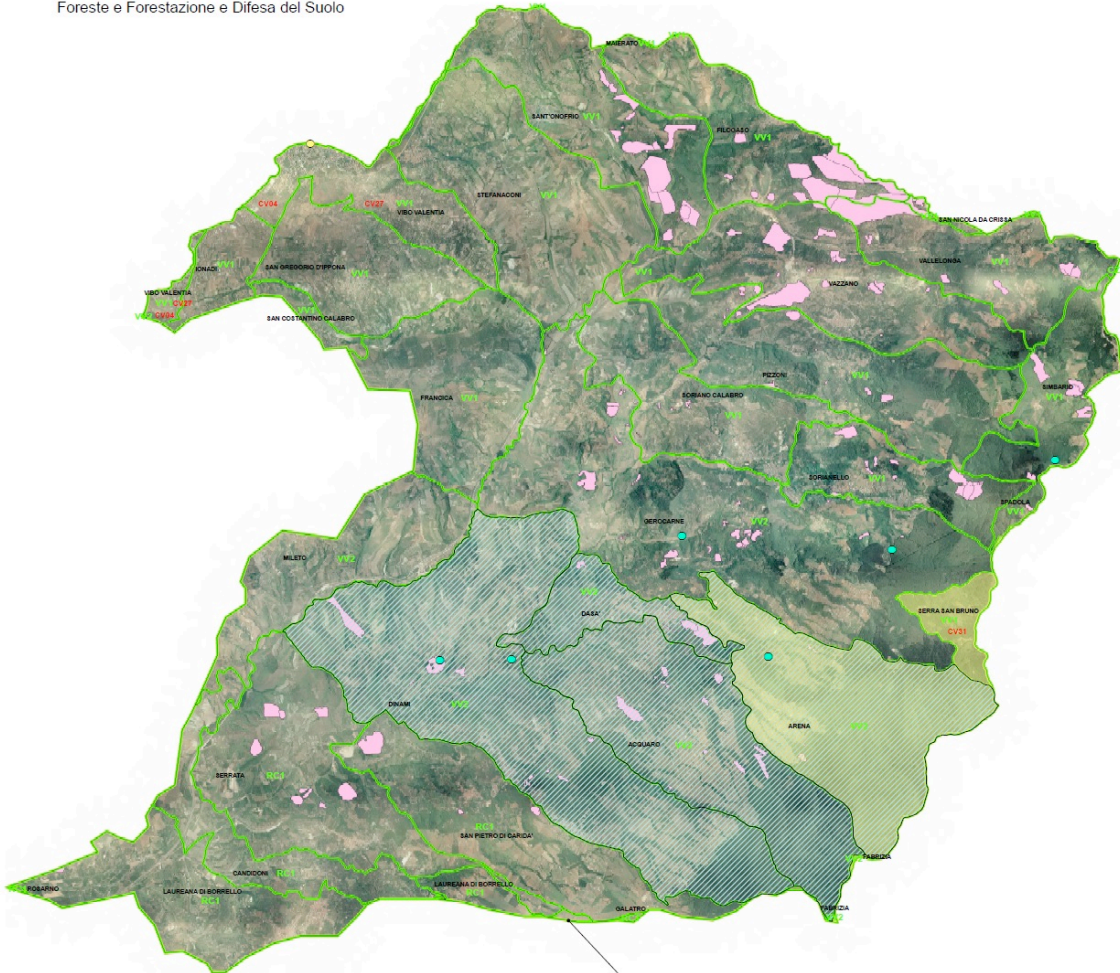 Foreste e Forestazione e Difesa del Suolo
MAIERATO
SANT'ONOFRIO VV1
FILOGASO VV1
STEFANACONI VV1
CV04
CV27 VV1
VIBO VALENTIA
SAN NICOLA DA CRISSA
VALLELONGA VV1
IONADI VV1
SAN GREGORIO D'IPPONA
VV1
VV1
VAZZANO
VIBO VALENTIA
CV27
CV04
SAN COSTANTINO CALABRO
PIZZONI VV1
SIMBARIO
VV1
FRANCICA VV1
SORIANO CALABRO
VV1
SORIANELLO VV1
SPADOLA
GEROCARNE VV2
MILETO VV2
DASA'
SERRA SAN BRUNO
CV31
DINAMI
ARENA
ACQUARO
SERRATA
RC1
RC1
SAN PIETRO DI CARIDA'
FABRIZIA
CANDIDONI RC1
LAUREANA DI BORRELLO
ROSARNO
LAUREANA DI BORRELLO
RC1
GALATRO
FABRIZIA
VV2